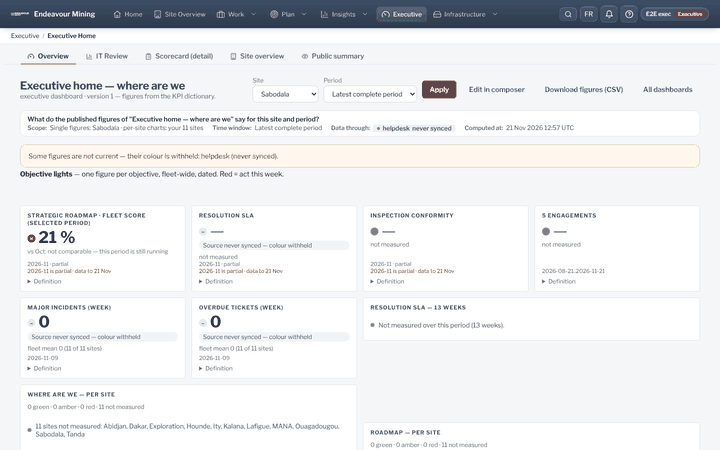 Endeavour Mining
Home
Site Overview
Work
Plan
Insights
Executive
Infrastructure
FR
E2E exec
Executive
Executive / Executive Home
Overview
IT Review
Scorecard (detail)
Site overview
Public summary
Executive home — where are we
executive dashboard · version 1 — figures from the KPI dictionary.
Site
Sabodala
Period
Latest complete period
Apply
Edit in composer
Download figures (CSV)
All dashboards
What do the published figures of "Executive home — where are we" say for this site and period?
Scope: Single figures: Sabodala · per-site charts: your 11 sites Time window: Latest complete period Data through: helpdesk never synced Computed at: 21 Nov 2026 12:57 UTC
Some figures are not current — their colour is withheld: helpdesk (never synced).
Objective lights — one figure per objective, fleet-wide, dated. Red = act this week.
STRATEGIC ROADMAP · FLEET SCORE
(SELECTED PERIOD)
21 %
vs Oct: not comparable — this period is still running
2026-11 · partial
2026-11 is partial · data to 21 Nov
Definition
RESOLUTION SLA
—
Source never synced — colour withheld
not measured
2026-11 · partial
2026-11 is partial · data to 21 Nov
Definition
INSPECTION CONFORMITY
—
not measured
2026-11 · partial
2026-11 is partial · data to 21 Nov
Definition
5 ENGAGEMENTS
—
not measured
2026-08-21..2026-11-21
Definition
MAJOR INCIDENTS (WEEK)
0
Source never synced — colour withheld
fleet mean 0 (11 of 11 sites)
2026-11-09
Definition
OVERDUE TICKETS (WEEK)
0
Source never synced — colour withheld
fleet mean 0 (11 of 11 sites)
2026-11-09
Definition
RESOLUTION SLA — 13 WEEKS
Not measured over this period (13 weeks).
WHERE ARE WE — PER SITE
0 green · 0 amber · 0 red · 11 not measured
11 sites not measured: Abidjan, Dakar, Exploration, Hounde, Ity, Kalana, Lafigue, MANA, Ouagadougou,
Sabodala, Tanda
ROADMAP — PER SITE
0 green · 0 amber · 0 red · 11 not measured